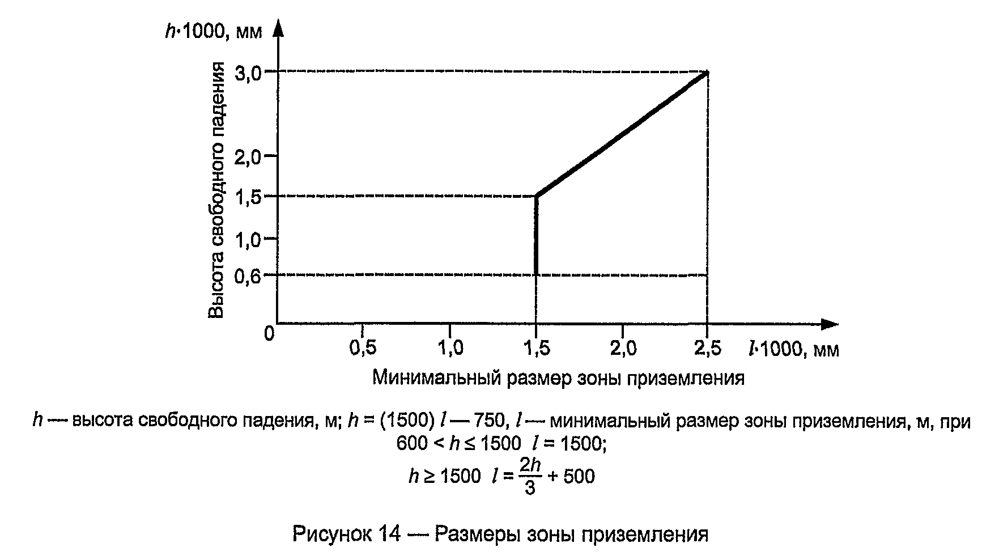 h·1000, мм
Высота свободного падения
3,0
2,0
1,5
1,0
0,6
0
0,5
1,0
1,5
2,0
2,5
l·1000, мм
Минимальный размер зоны приземления
h — высота свободного падения, м; h = (1500) l — 750, l — минимальный размер зоны приземления, м, при
600 < h ≤ 1500 l = 1500;
h ≥ 1500 l = 2h/3 + 500
Рисунок 14 — Размеры зоны приземления